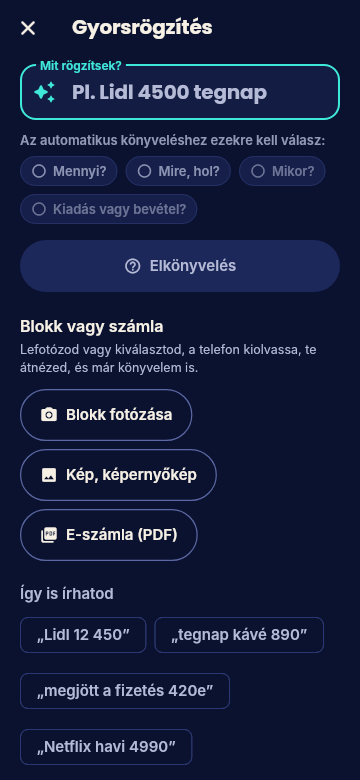 Gyorsrögzítés
Mit rögzítsek?
Pl. Lidl 4500 tegnap
Az automatikus könyveléshez ezekre kell válasz:
Mennyi?
Mire, hol?
Mikor?
Kiadás vagy bevétel?
Elkönyvelés
Blokk vagy számla
Lefotózod vagy kiválasztod, a telefon kiolvassa, te
átnézed, és már könyvelem is.
Blokk fotózása
Kép, képernyőkép
PDF
E-számla (PDF)
Így is írhatod
„Lidl 12 450”
„tegnap kávé 890”
„megjött a fizetés 420e”
„Netflix havi 4990”